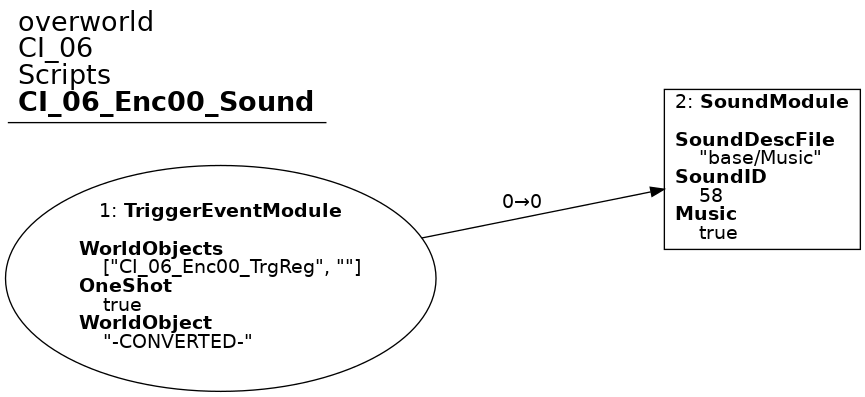 overworld
CI_06
Scripts
CI_06_Enc00_Sound
1: TriggerEventModule
WorldObjects
["CI_06_Enc00_TrgReg", ""]
OneShot
true
WorldObject
"-CONVERTED-"
0→0
2: SoundModule
SoundDescFile
"base/Music"
SoundID
58
Music
true